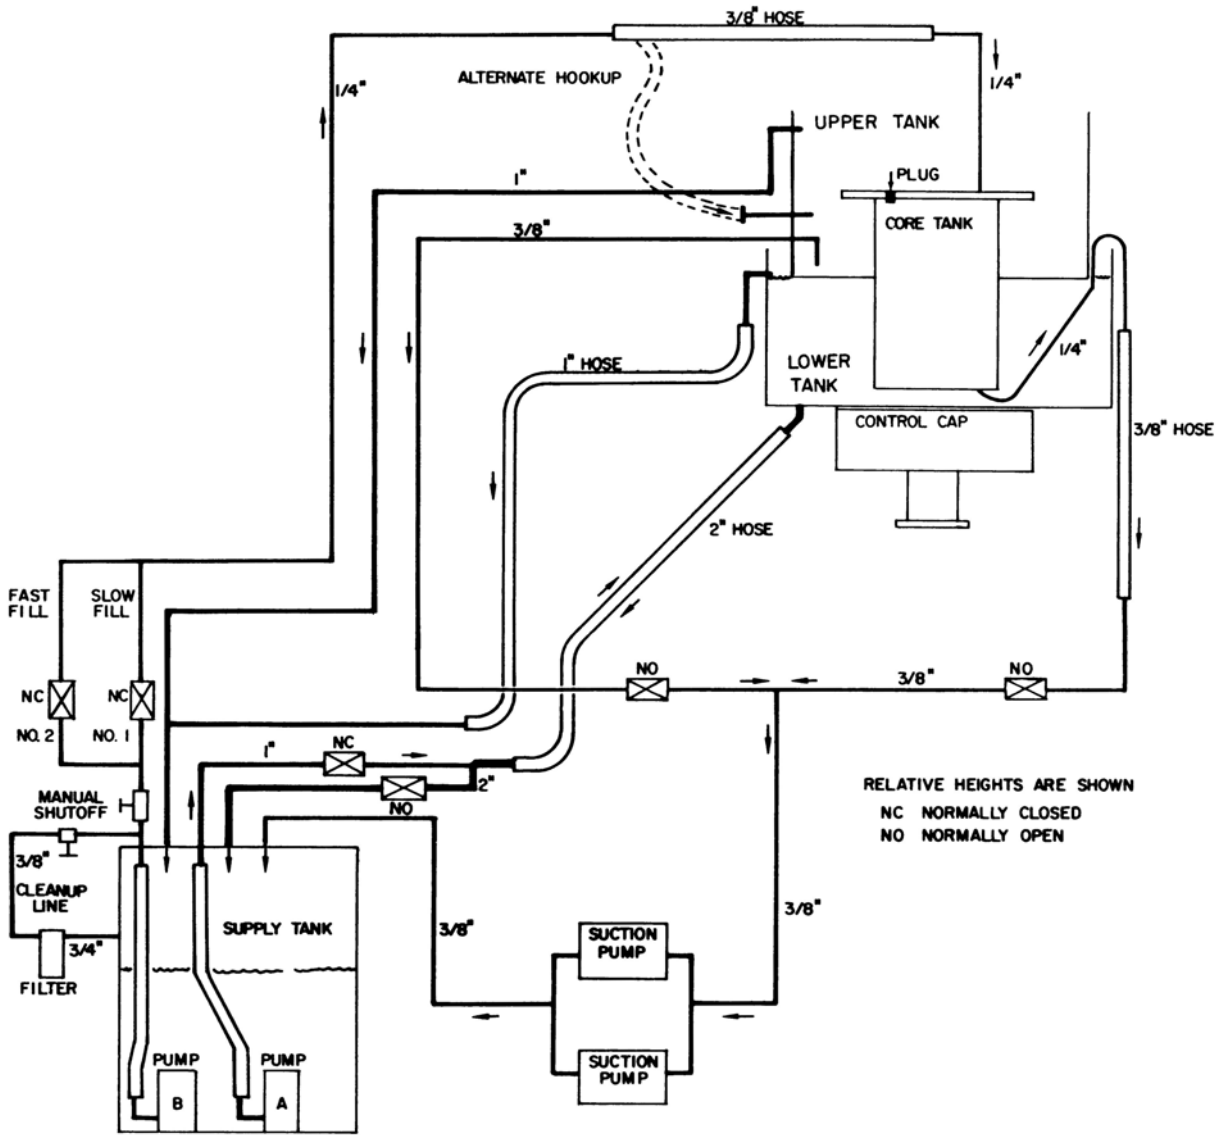 3/8" HOSE
ALTERNATE HOOKUP
1/4"
1/4"
UPPER TANK
1"
PLUG
CORE TANK
3/8"
1" HOSE
LOWER
TANK
1/4"
CONTROL CAP
3/8" HOSE
2" HOSE
FAST
FILL
SLOW
FILL
NC
NC
NO
3/8"
NO
NO. 2
NO. 1
1"
NC
2"
NO
MANUAL
SHUTOFF
RELATIVE HEIGHTS ARE SHOWN
NC NORMALLY CLOSED
NO NORMALLY OPEN
3/8"
CLEANUP
LINE
3/4"
FILTER
SUPPLY TANK
3/8"
3/8"
SUCTION
PUMP
SUCTION
PUMP
PUMP
B
PUMP
A